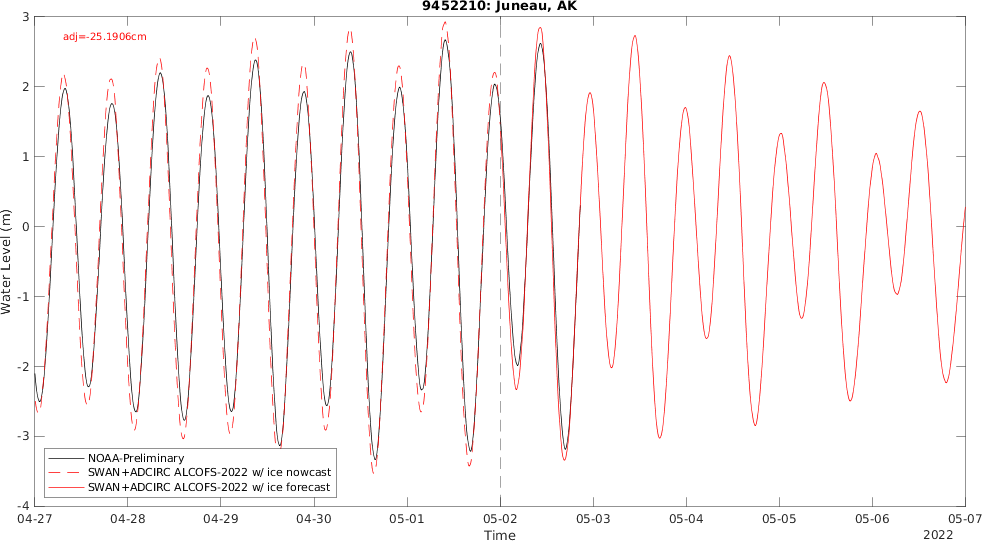 9452210: Juneau, AK
adj=-25.1906cm
Water Level (m)
3
2
1
0
-1
-2
-3
-4
NOAA-Preliminary
SWAN+ADCIRC ALCOFS-2022 w/ ice nowcast
SWAN+ADCIRC ALCOFS-2022 w/ ice forecast
04-27 04-28 04-29 04-30 05-01 05-02 05-03 05-04 05-05 05-06 05-07
Time
2022